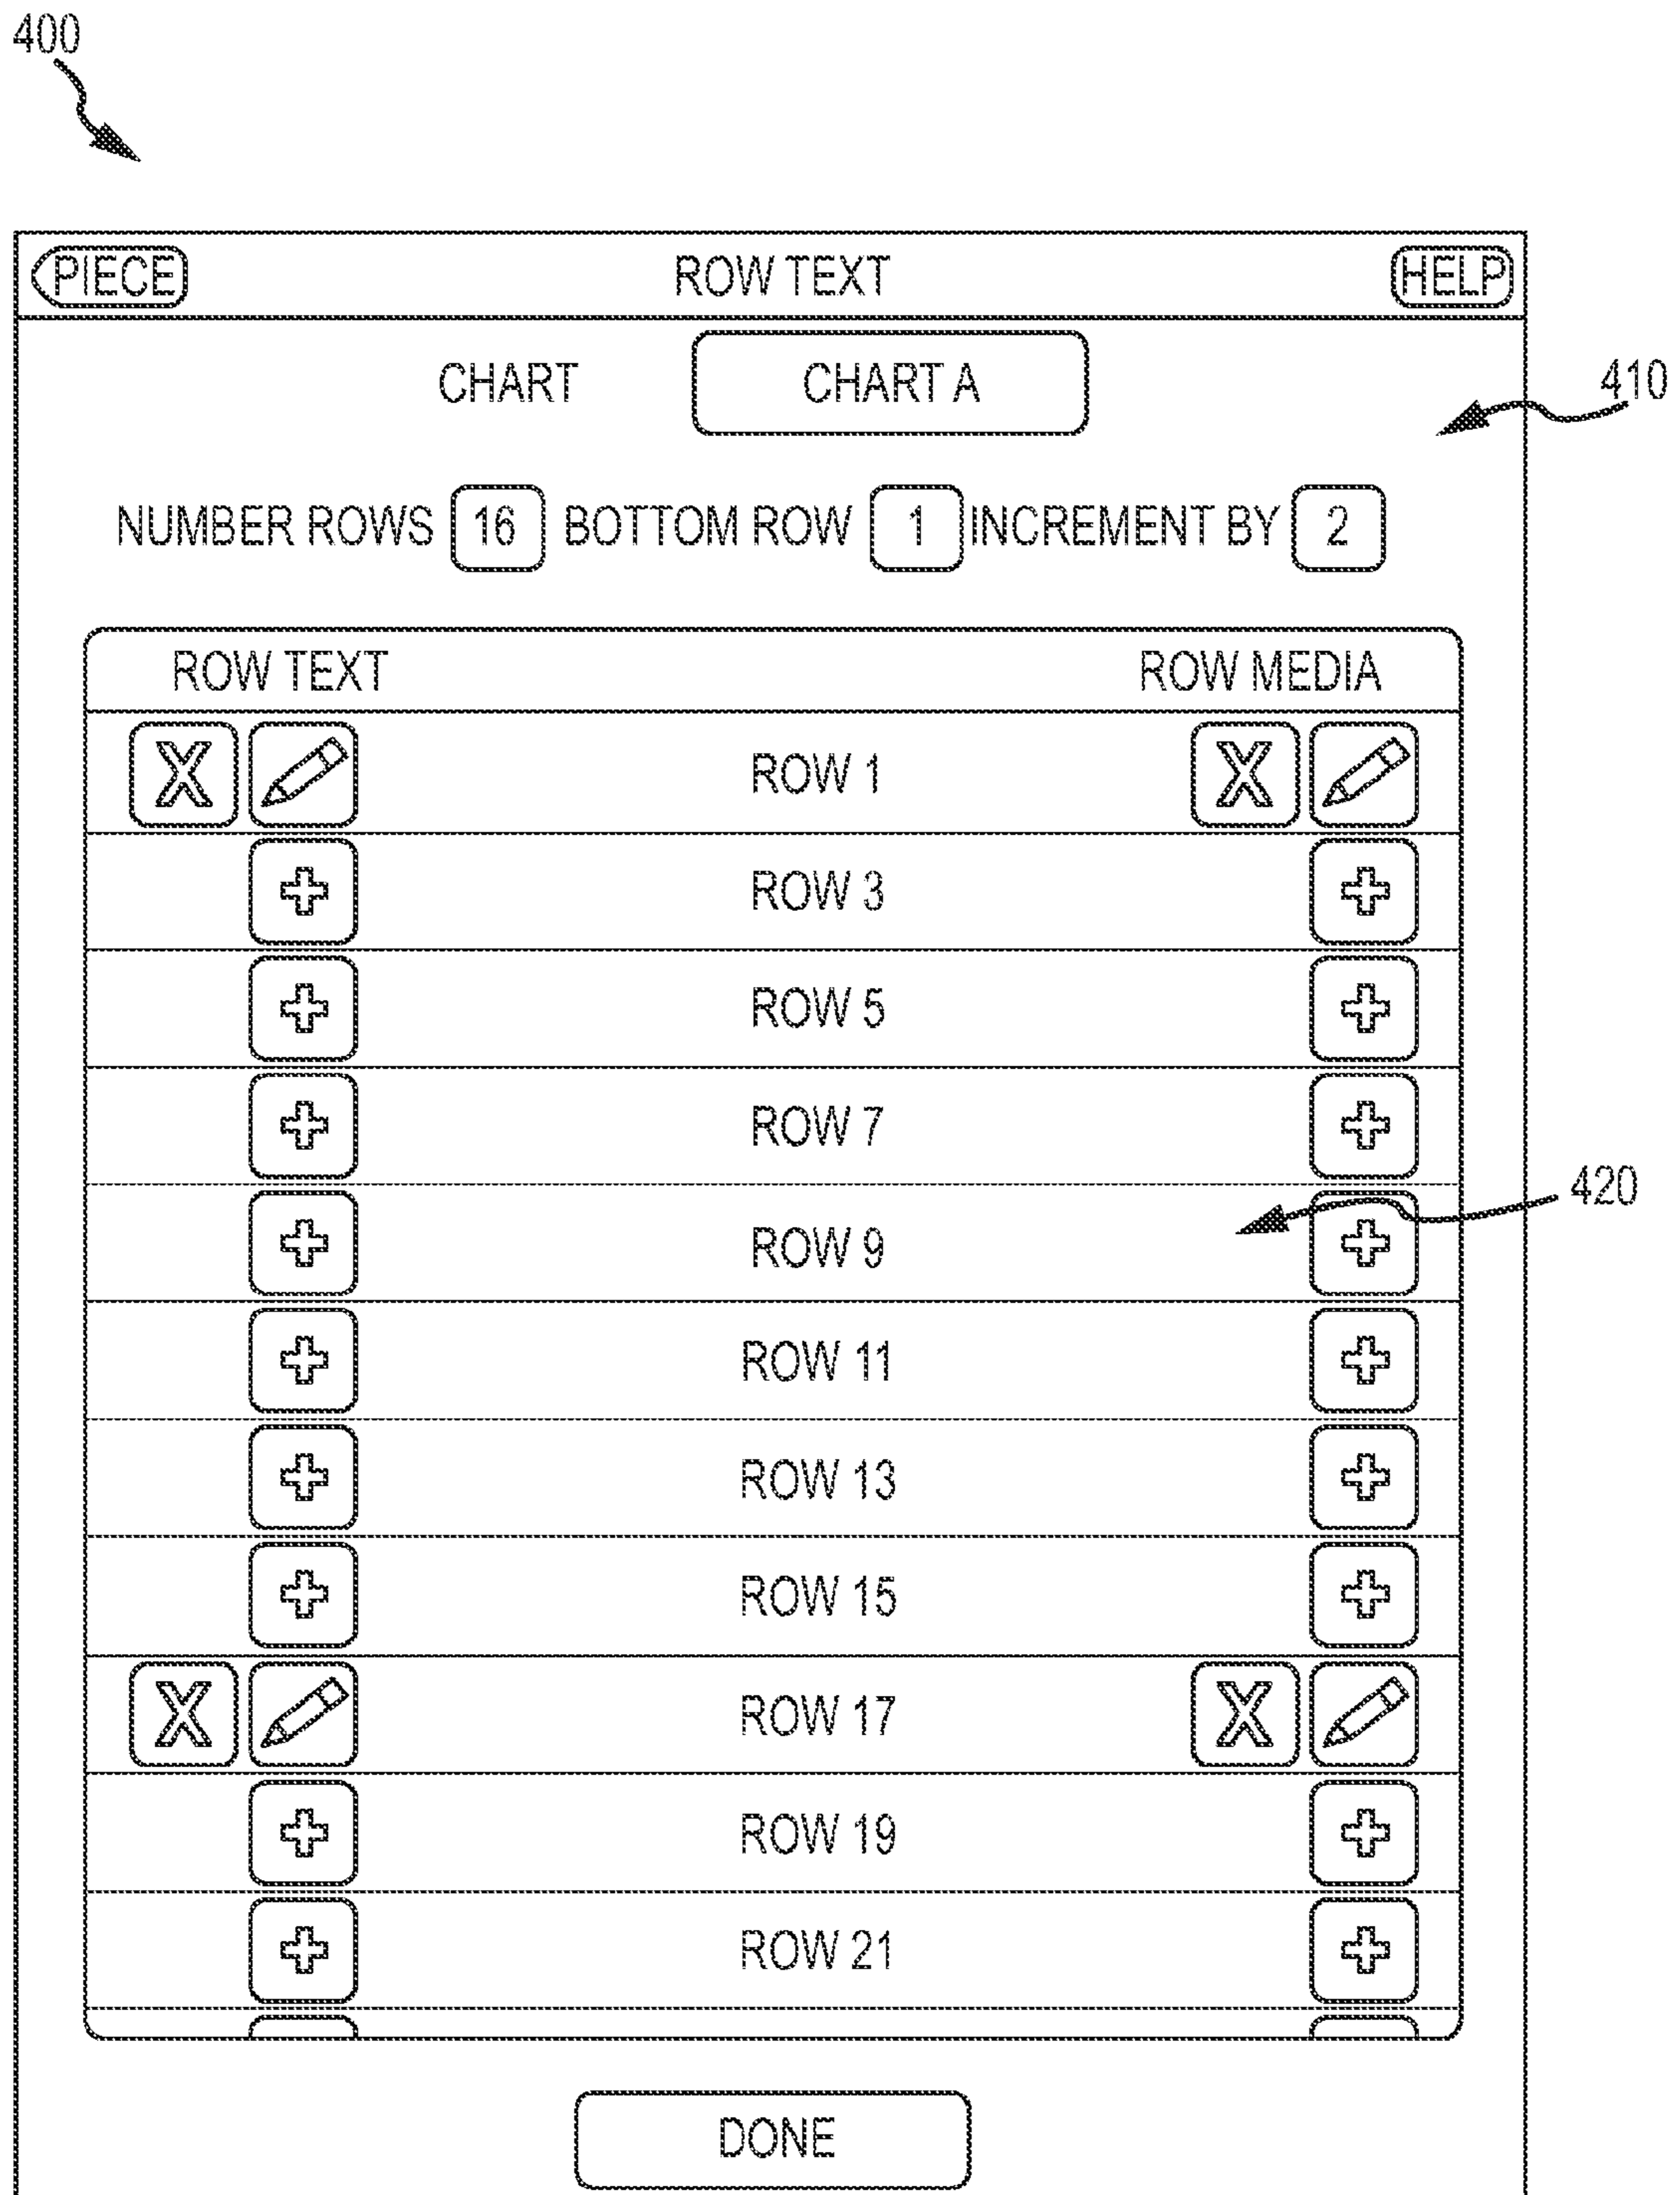 400
PIECE ROW TEXT HELP
CHART CHART A
410
NUMBER ROWS 16 BOTTOM ROW 1 INCREMENT BY 2
ROW TEXT ROW MEDIA
X ROW 1 X
+ ROW 3 +
+ ROW 5 +
+ ROW 7 +
420
+ ROW 9 +
+ ROW 11 +
+ ROW 13 +
+ ROW 15 +
X ROW 17 X
+ ROW 19 +
+ ROW 21 +
DONE